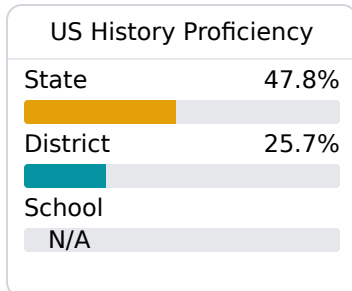 US History Proficiency
State 47.8%
District 25.7%
School
N/A